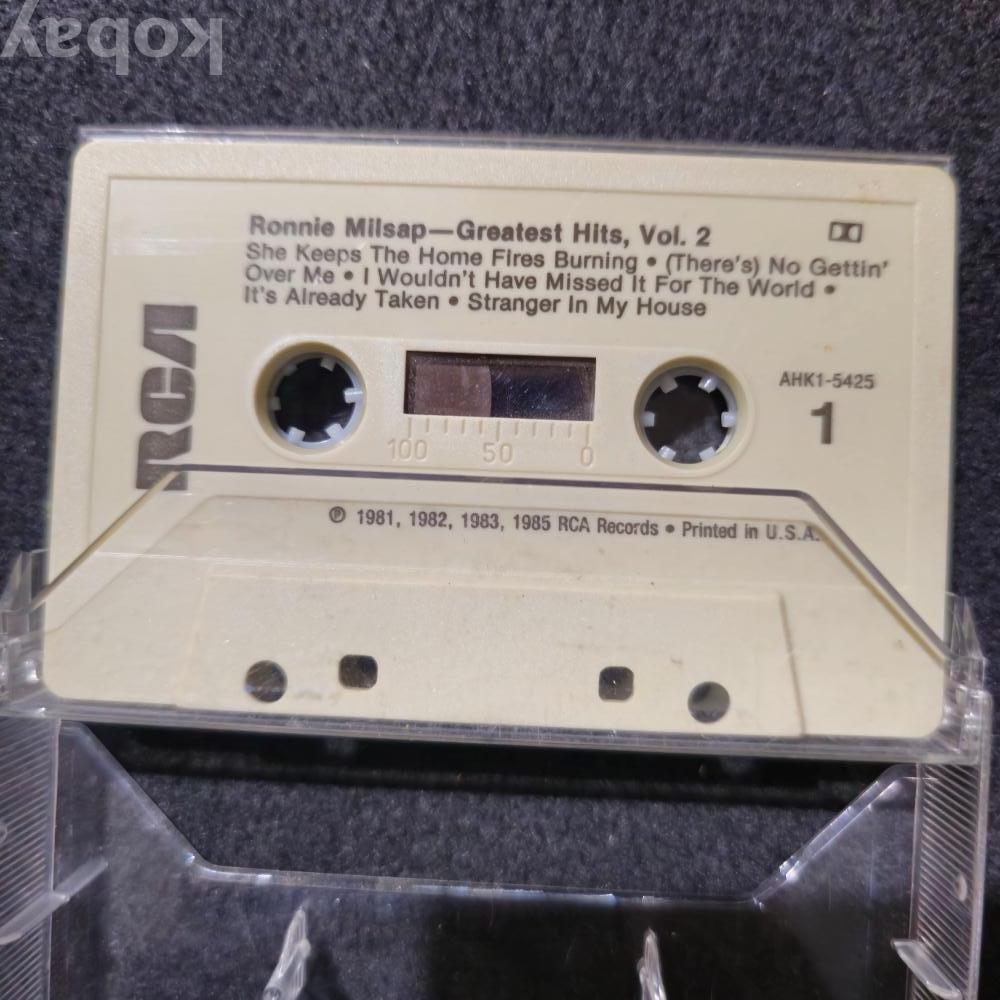 kobay
Ronnie Milsap—Greatest Hits, Vol. 2
She Keeps The Home Fires Burning • (There's) No Gettin'
Over Me • I Wouldn't Have Missed It For The World •
It's Already Taken • Stranger In My House
RCA
AHK1-5425
1
100 50 0
℗ 1981, 1982, 1983, 1985 RCA Records • Printed in U.S.A.